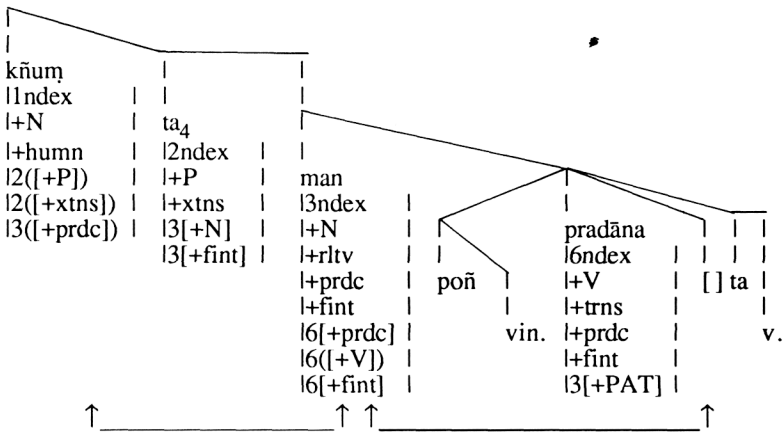 kñuṃ
|1ndex
|+N
|+humn
|2([+P])
|2([+xtns])
|3([+prdc])
ta4
|2ndex
|+P
|+xtns
|3[+N]
|3[+fint]
man
|3ndex
|+N
|+rltv
|+prdc
|+fint
|6[+prdc]
|6([+V])
|6[+fint]
poñ
vin.
pradāna
|6ndex
|+V
|+trns
|+prdc
|+fint
|3[+PAT]
[ ] ta
v.